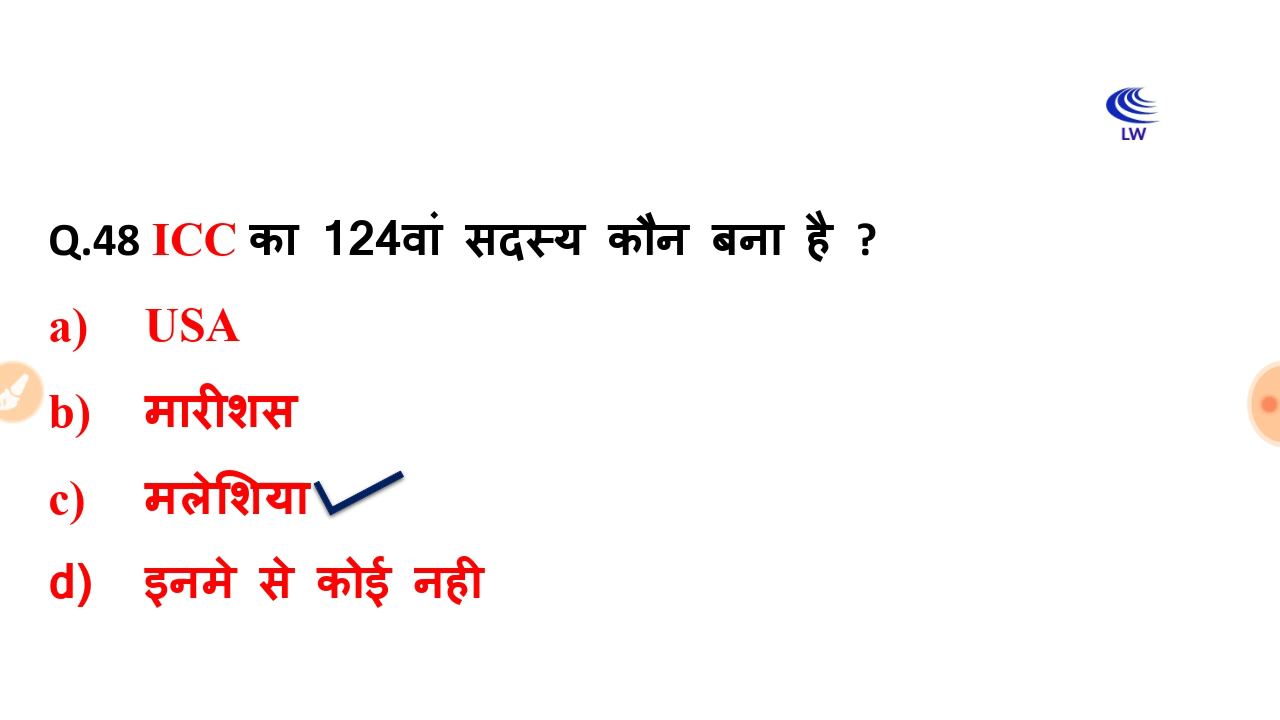 LW
Q.48 ICC का 124वां सदस्य कौन बना है ?
a) USA
b) मारीशस
c) मलेशिया
d) इनमे से कोई नही